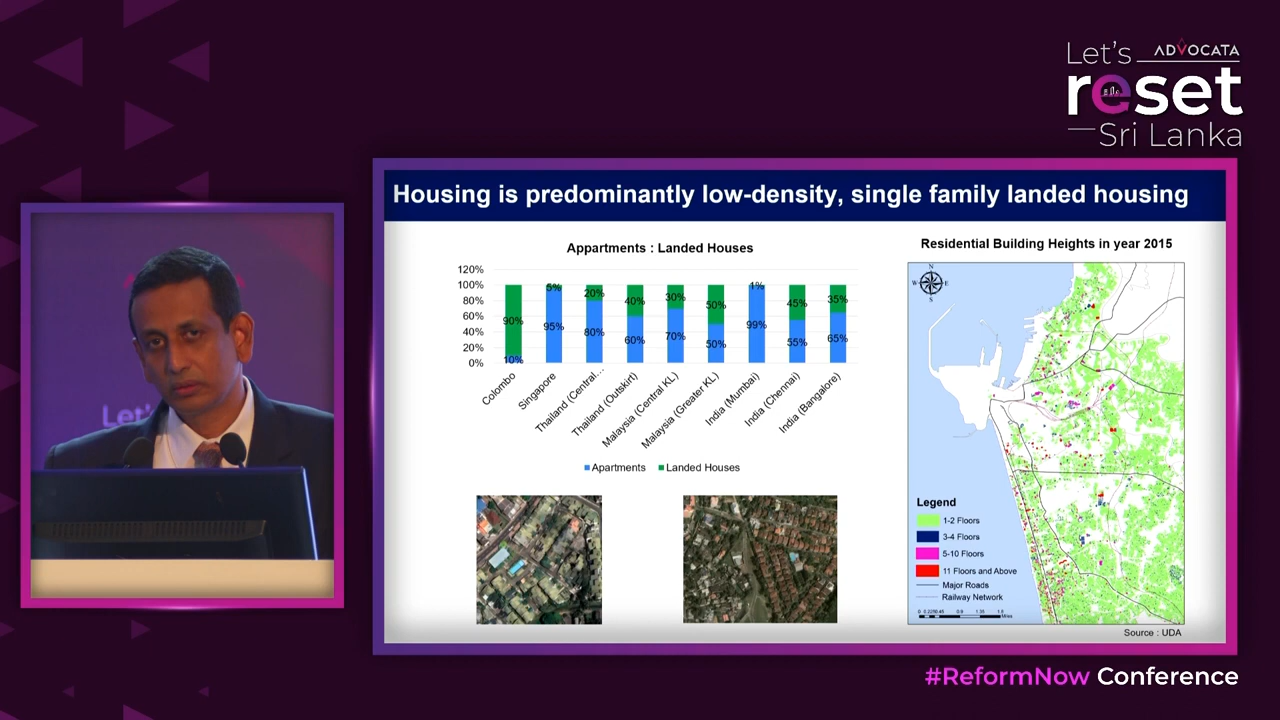 Let's
ADVOCATA
reset
Sri Lanka
Housing is predominantly low-density, single family landed housing
Appartments : Landed Houses
120%
100%
80%
60%
40%
20%
0%
90%
10%
5%
95%
20%
80%
40%
60%
30%
70%
50%
50%
1%
99%
45%
55%
35%
65%
Colombo
Singapore
Thailand (Central...
Thailand (Outskirt)
Malaysia (Central KL)
Malaysia (Greater KL)
India (Mumbai)
India (Chennai)
India (Bangalore)
Apartments
Landed Houses
Residential Building Heights in year 2015
N
W
E
S
Legend
1-2 Floors
3-4 Floors
5-10 Floors
11 Floors and Above
Major Roads
Railway Network
Miles
Source : UDA
Let's
#ReformNow Conference